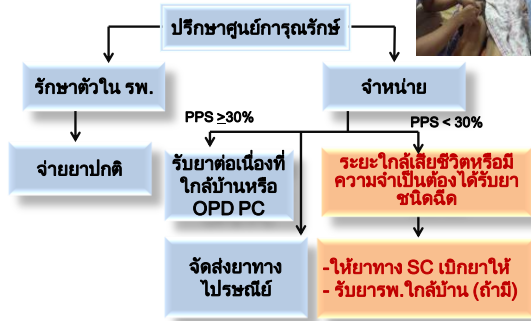 ปรึกษาศูนย์การุณรักษ์
รักษาตัวใน รพ.
จำหน่าย
PPS ≥30%
PPS < 30%
จ่ายยาปกติ
รับยาต่อเนื่องที่
ใกล้บ้านหรือ
OPD PC
ระยะใกล้เสียชีวิตหรือมี
ความจำเป็นต้องได้รับยา
ชนิดฉีด
จัดส่งยาทาง
ไปรษณีย์
-ให้ยาทาง SC เบิกยาให้
- รับยารพ.ใกล้บ้าน (ถ้ามี)